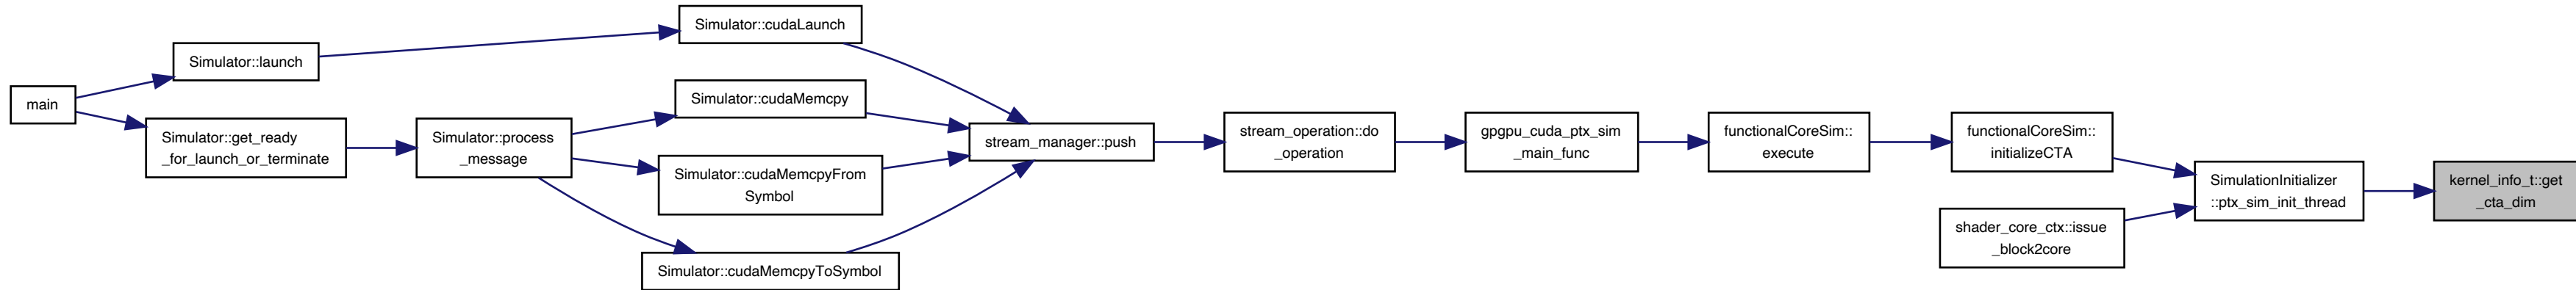 main
Simulator::launch
Simulator::get_ready
_for_launch_or_terminate
Simulator::process
_message
Simulator::cudaLaunch
Simulator::cudaMemcpy
Simulator::cudaMemcpyFrom
Symbol
Simulator::cudaMemcpyToSymbol
stream_manager::push
stream_operation::do
_operation
gpgpu_cuda_ptx_sim
_main_func
functionalCoreSim::
execute
functionalCoreSim::
initializeCTA
shader_core_ctx::issue
_block2core
SimulationInitializer
::ptx_sim_init_thread
kernel_info_t::get
_cta_dim